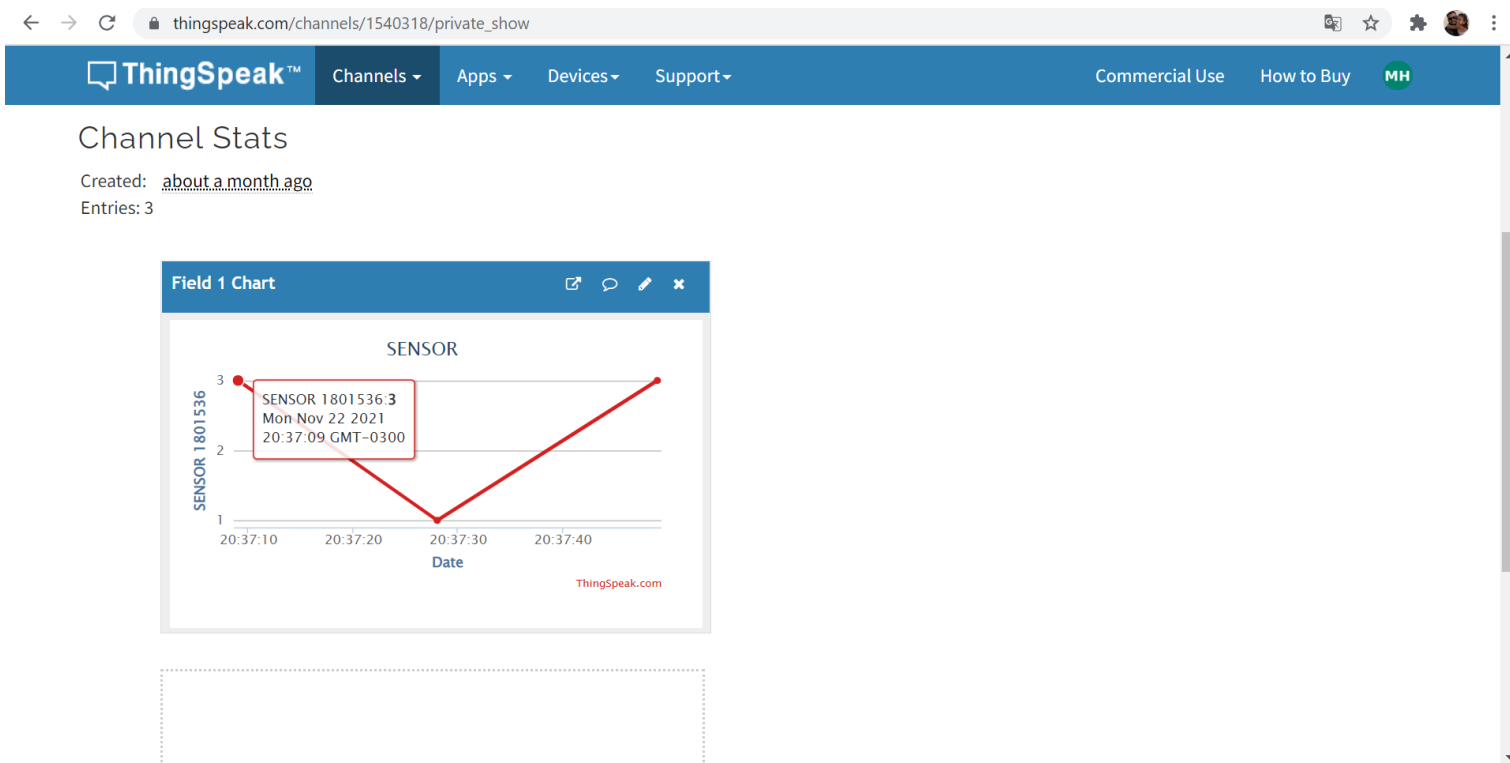 thingspeak.com/channels/1540318/private_show
ThingSpeak™ Channels Apps Devices Support Commercial Use How to Buy MH
Channel Stats
Created: about a month ago
Entries: 3
Field 1 Chart
SENSOR
SENSOR 1801536
3
2
1
SENSOR 1801536:3
Mon Nov 22 2021
20:37:09 GMT-0300
20:37:10 20:37:20 20:37:30 20:37:40
Date
ThingSpeak.com